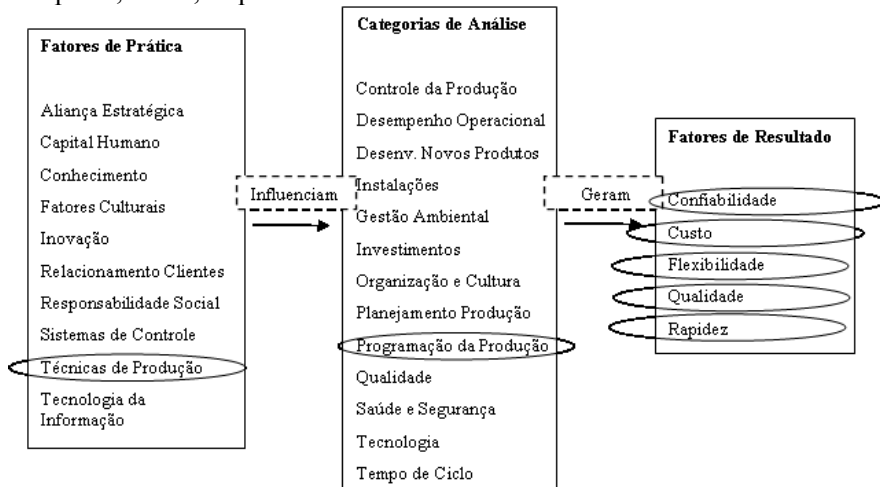 Fatores de Prática
Aliança Estratégica
Capital Humano
Conhecimento
Fatores Culturais
Inovação
Relacionamento Clientes
Responsabilidade Social
Sistemas de Controle
Técnicas de Produção
Tecnologia da
Informação
Influenciam
Categorias de Análise
Controle da Produção
Desempenho Operacional
Desenv. Novos Produtos
Instalações
Gestão Ambiental
Investimentos
Organização e Cultura
Planejamento Produção
Programação da Produção
Qualidade
Saúde e Segurança
Tecnologia
Tempo de Ciclo
Geram
Fatores de Resultado
Confiabilidade
Custo
Flexibilidade
Qualidade
Rapidez